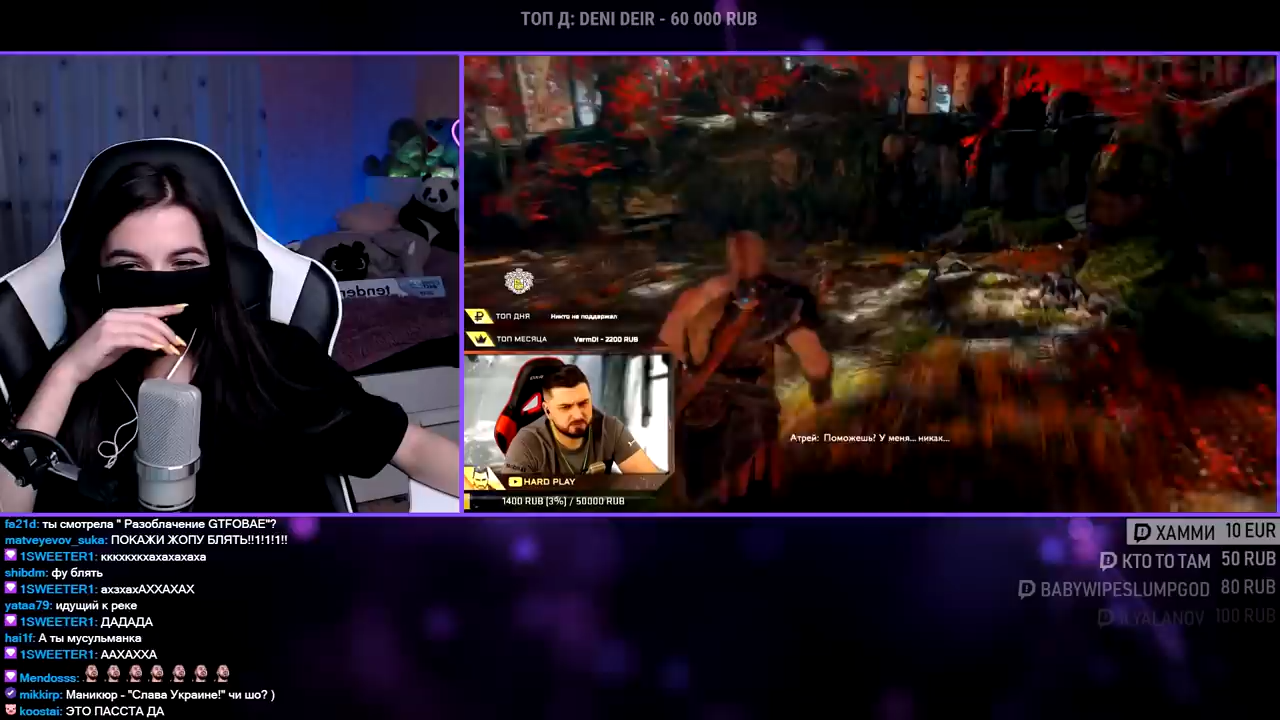 ТОП Д: DENI DEIR - 60 000 RUB
ТОП ДНЯ Никто не поддержал
ТОП МЕСЯЦА VarmDl - 2200 RUB
HARD PLAY
1400 RUB [3%] / 50000 RUB
Атрей: Поможешь? У меня... никак...
fa21d: ты смотрела " Разоблачение GTFOBAE"?
matveyevov_suka: ПОКАЖИ ЖОПУ БЛЯТЬ!!1!1!1!!
1SWEETER1: кккхкхкхахахахаха
shibdm: фу блять
1SWEETER1: ахзхахАХХАХАХ
yataa79: идущий к реке
1SWEETER1: ДАДАДА
hai1f: А ты мусульманка
1SWEETER1: ААХАХХА
Mendosss:
mikkirp: Маникюр - "Слава Украине!" чи шо? )
koostai: ЭТО ПАССТА ДА
ХАММИ 10 EUR
КТО ТО ТАМ 50 RUB
BABYWIPESLUMPGOD 80 RUB
ILYALANOV 100 RUB